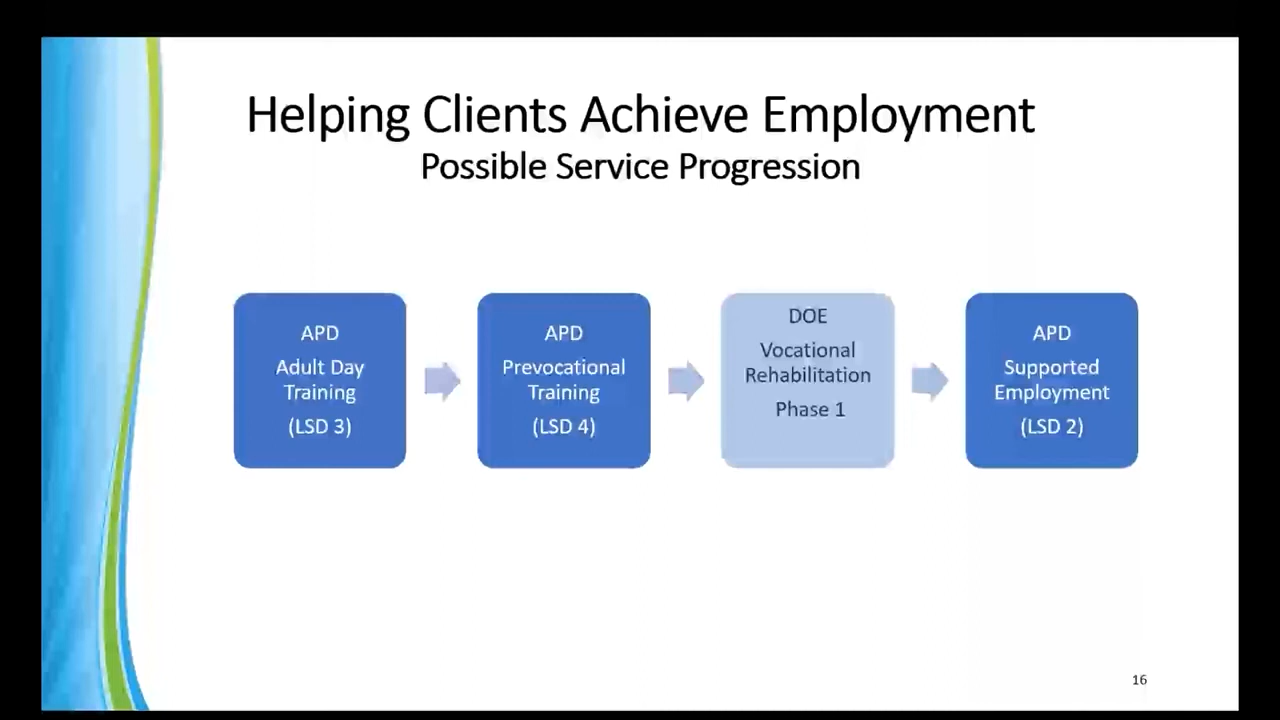 Helping Clients Achieve Employment
Possible Service Progression
APD
Adult Day
Training
(LSD 3)
APD
Prevocational
Training
(LSD 4)
DOE
Vocational
Rehabilitation
Phase 1
APD
Supported
Employment
(LSD 2)
16